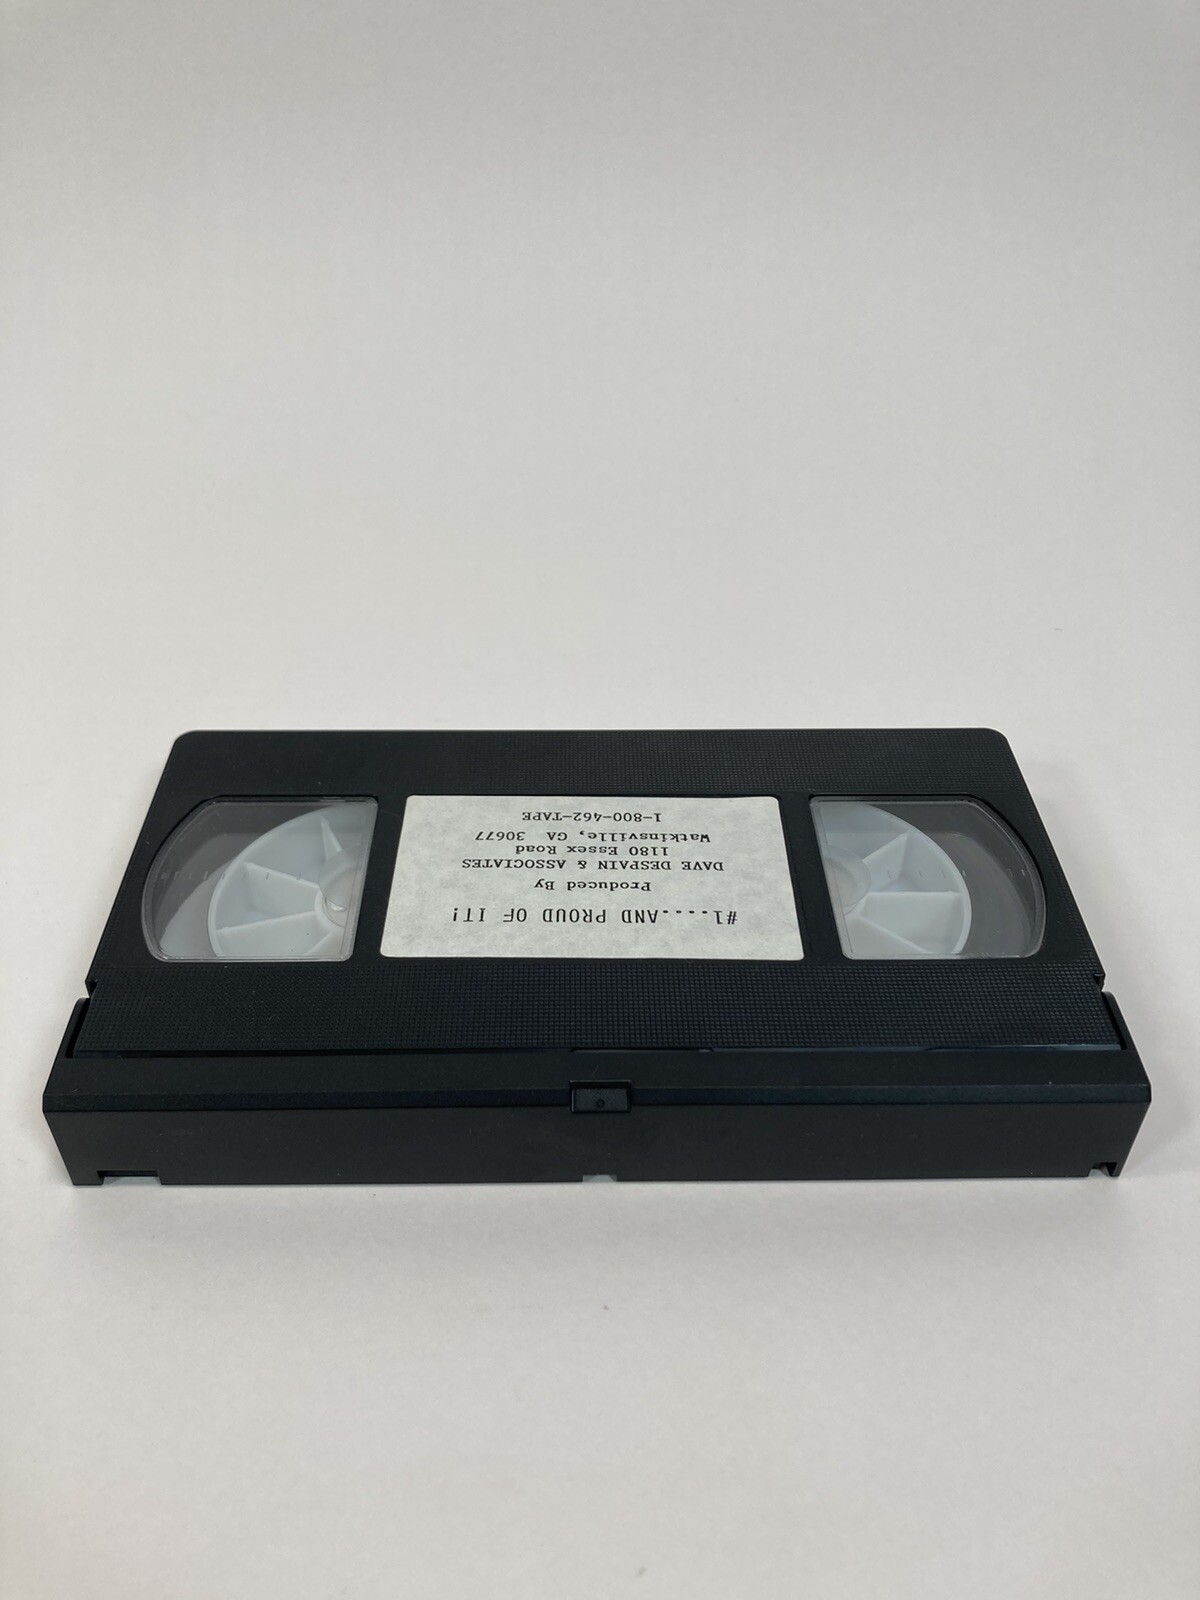 #1....AND PROUD OF IT!
Produced By
DAVE DESPAIN & ASSOCIATES
1180 Essex Road
Watkinsville, GA 30677
1-800-462-TAPE